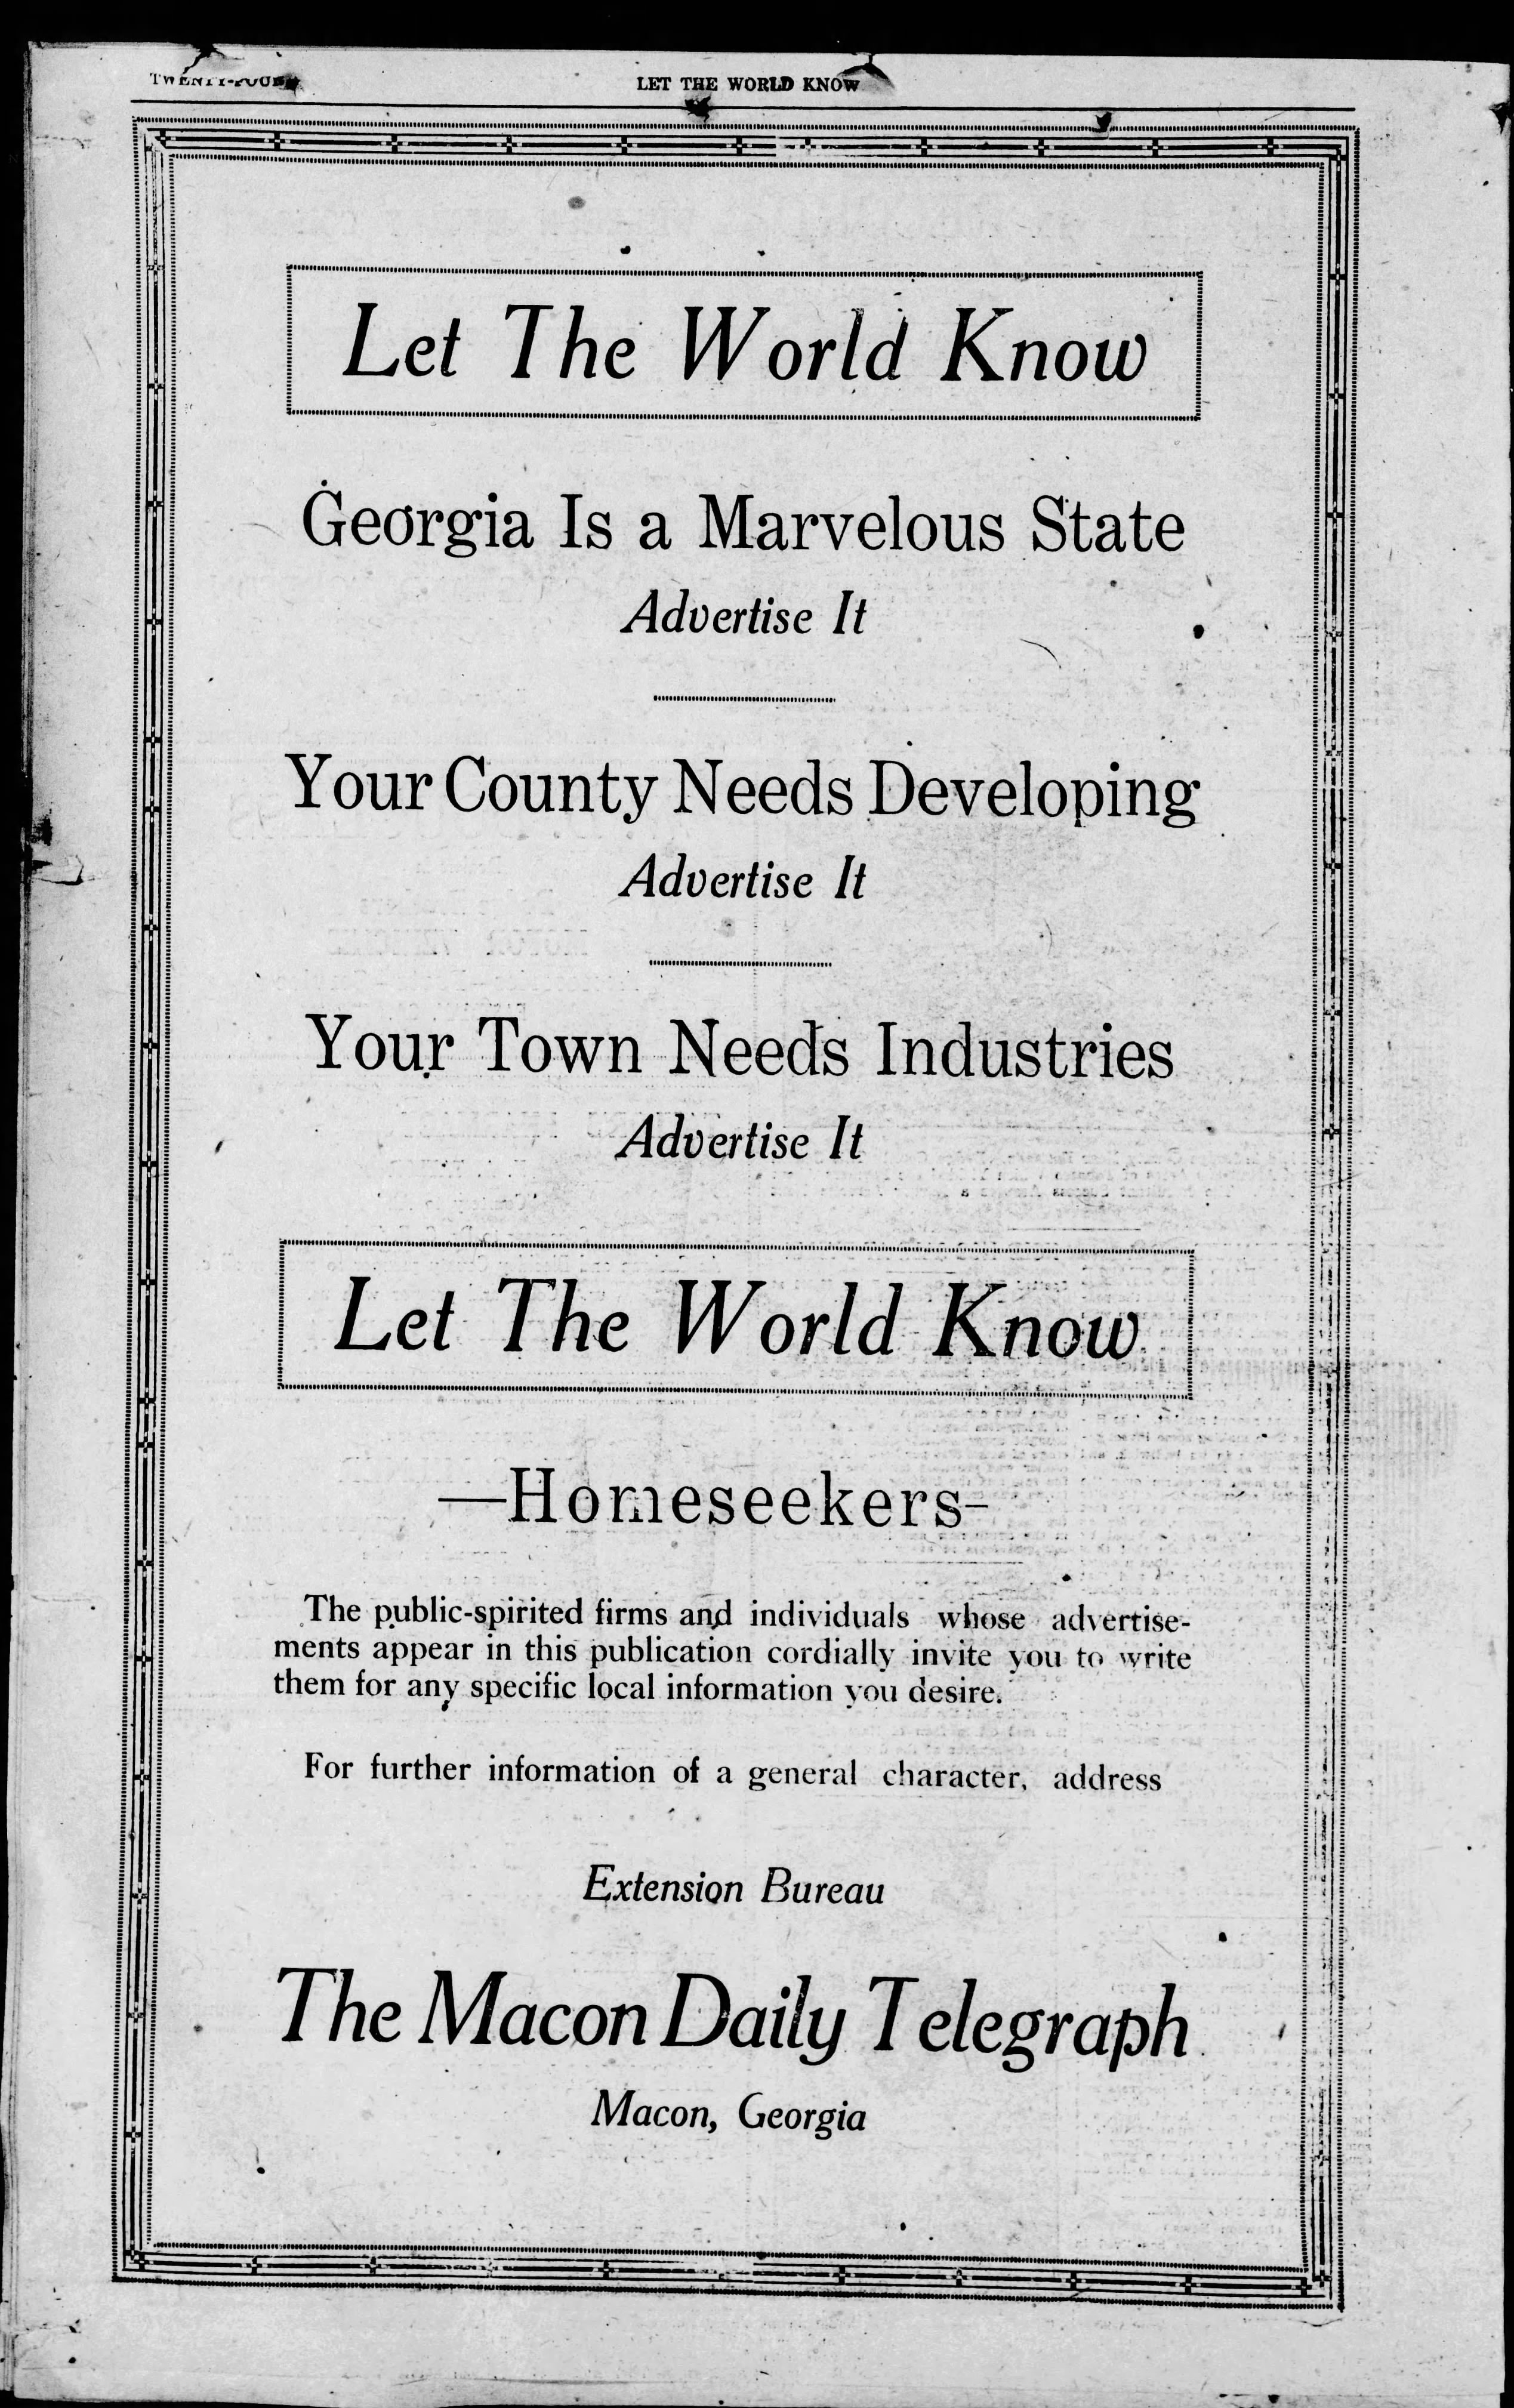 TWENTY-FOUR
LET THE WORLD KNOW
Let The World Know
Georgia Is a Marvelous State
Advertise It
Your County Needs Developing
Advertise It
Your Town Needs Industries
Advertise It
Let The World Know
—Homeseekers—
The public-spirited firms and individuals whose advertise-
ments appear in this publication cordially invite you to write
them for any specific local information you desire.
For further information of a general character, address
Extension Bureau
The Macon Daily Telegraph
Macon, Georgia